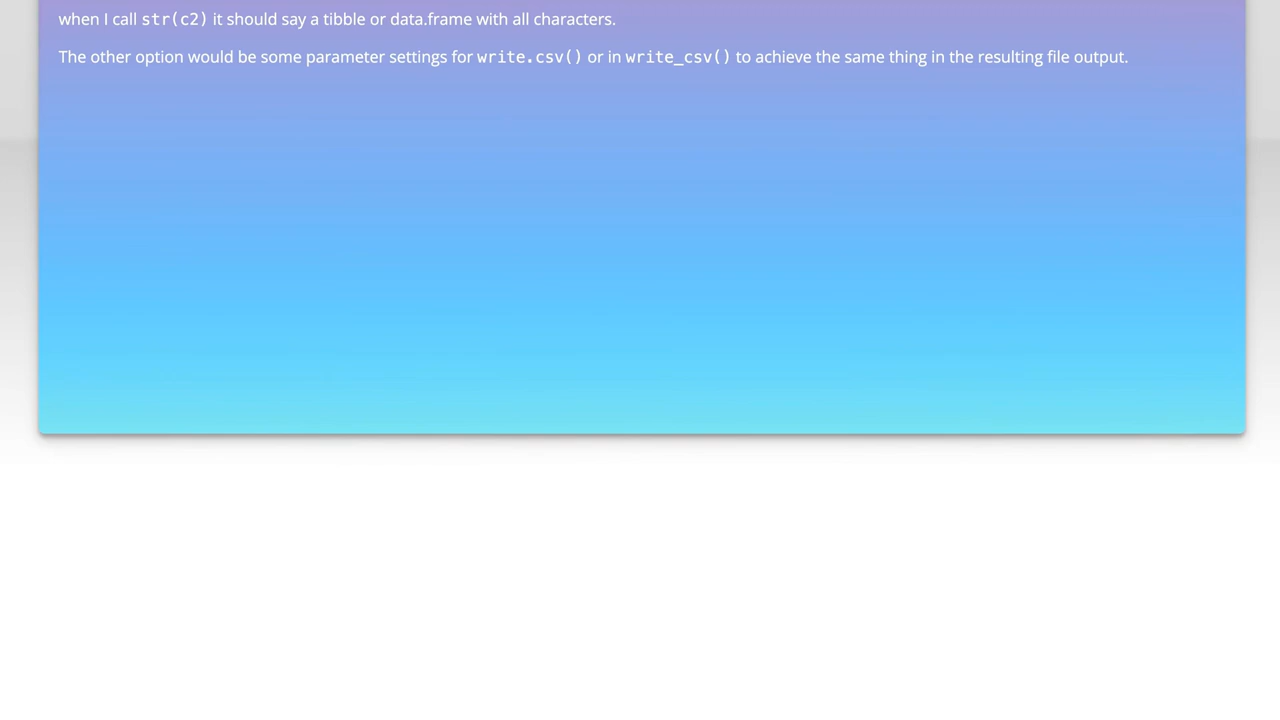 when I call str(c2) it should say a tibble or data.frame with all characters.
The other option would be some parameter settings for write.csv() or in write_csv() to achieve the same thing in the resulting file output.